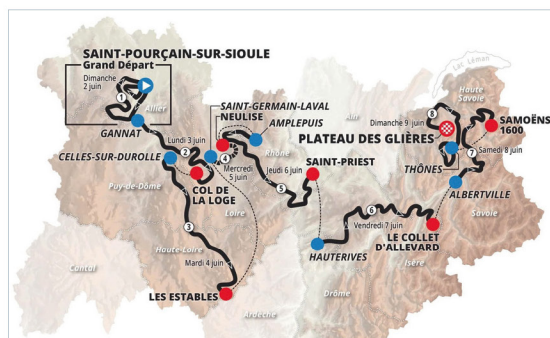 SAINT-POURÇAIN-SUR-SIOULE
Grand Départ
Dimanche
2 juin
1
Allier
GANNAT
Lac Léman
Haute
Savoie
Dimanche 9 juin
8
SAMOËNS
1600
PLATEAU DES GLIÈRES
Samedi 8 juin
7
THÔNES
ALBERTVILLE
Savoie
SAINT-GERMAIN-LAVAL
NEULISE
AMPLEPUIS
Ain
Lundi 3 juin
2
CELLES-SUR-DUROLLE
4
Rhône
Mercredi
5 juin
Jeudi 6 juin
5
SAINT-PRIEST
COL DE
LA LOGE
Puy-de-Dôme
Loire
6
Vendredi 7 juin
LE COLLET
D'ALLEVARD
Isère
HAUTERIVES
3
Haute-Loire
Mardi 4 juin
Cantal
LES ESTABLES
Ardèche
Drôme